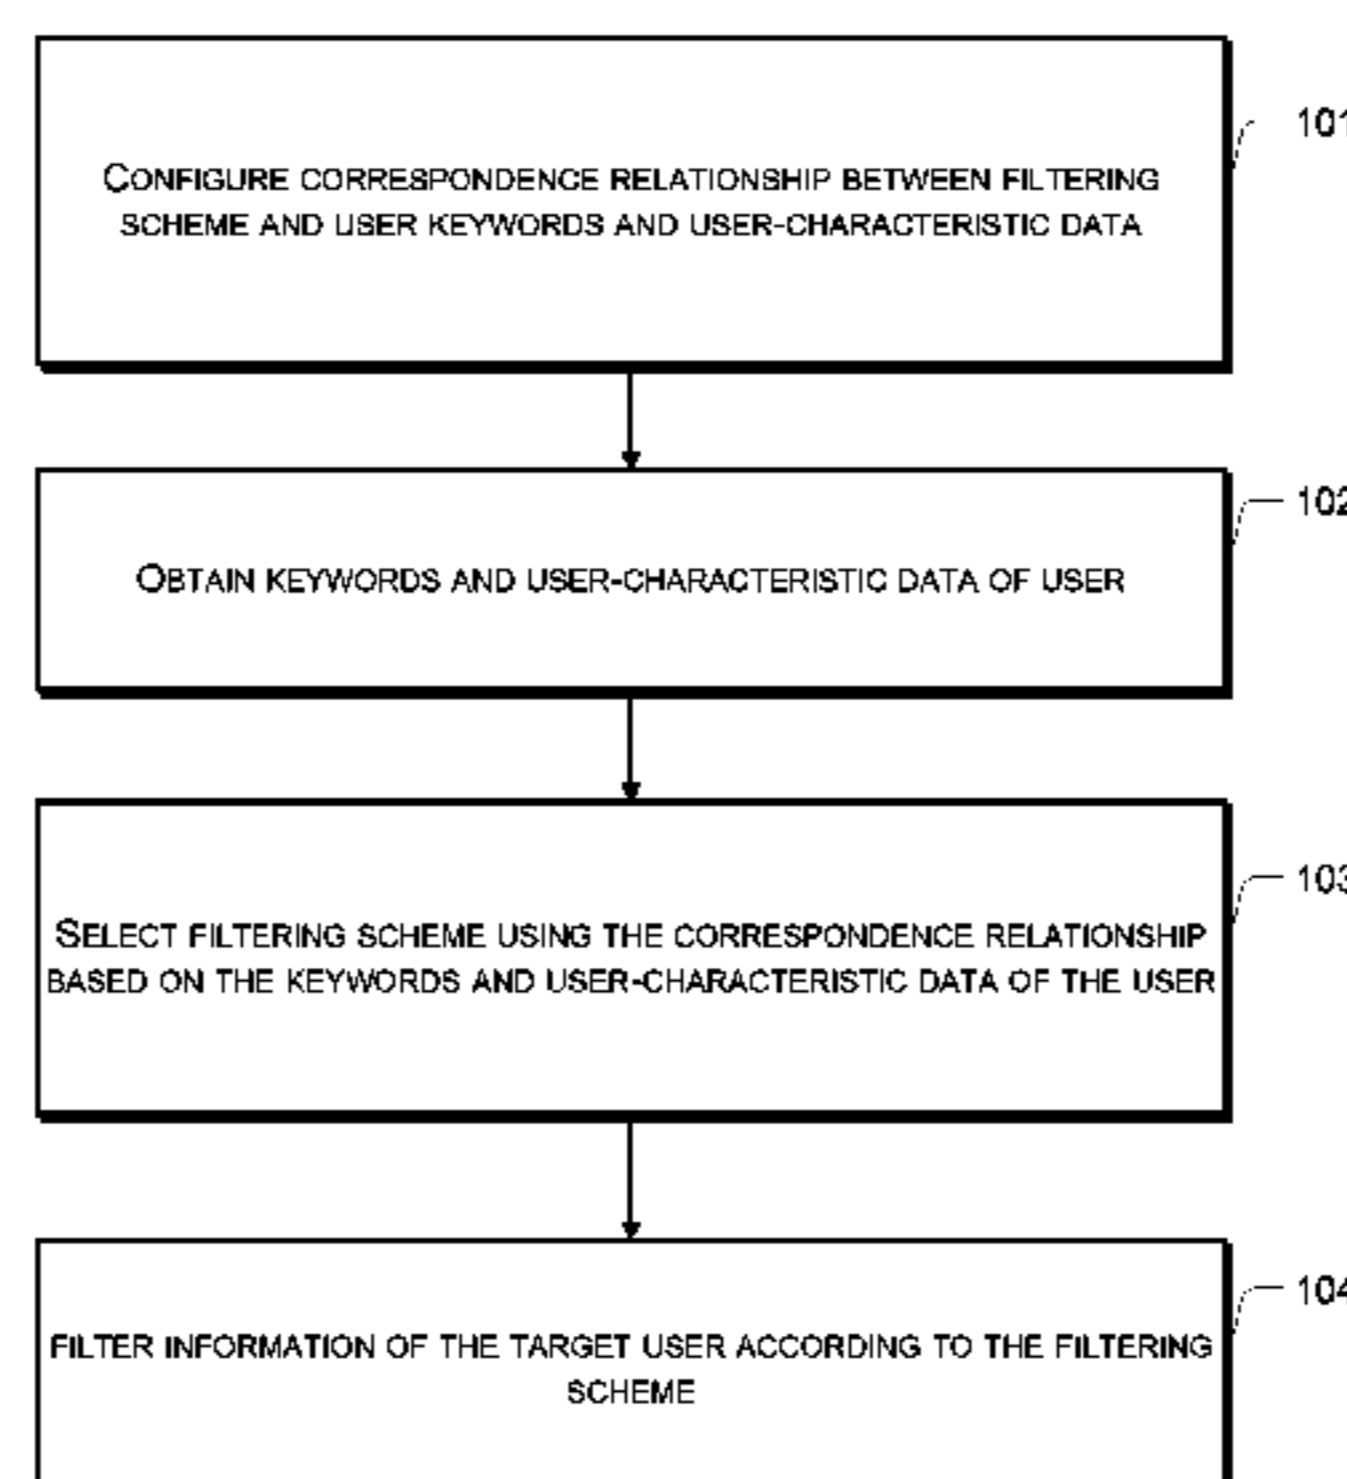 101
CONFIGURE CORRESPONDENCE RELATIONSHIP BETWEEN FILTERING
SCHEME AND USER KEYWORDS AND USER-CHARACTERISTIC DATA
102
OBTAIN KEYWORDS AND USER-CHARACTERISTIC DATA OF USER
103
SELECT FILTERING SCHEME USING THE CORRESPONDENCE RELATIONSHIP
BASED ON THE KEYWORDS AND USER-CHARACTERISTIC DATA OF THE USER
104
FILTER INFORMATION OF THE TARGET USER ACCORDING TO THE FILTERING
SCHEME